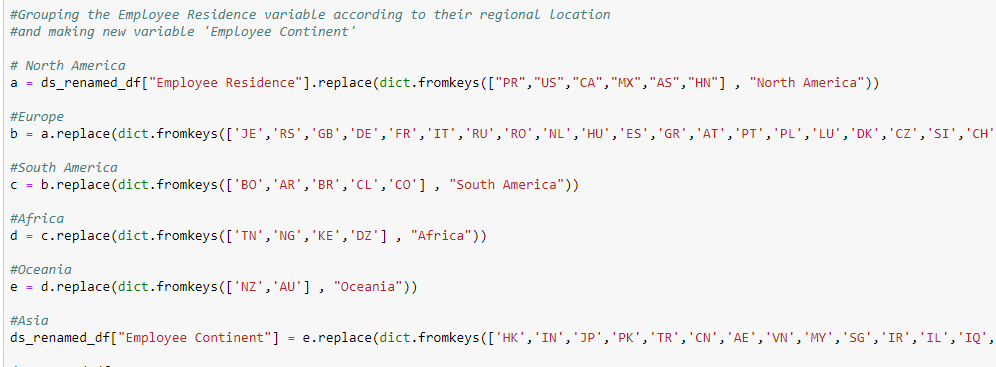 #Grouping the Employee Residence variable according to their regional location
#and making new variable 'Employee Continent'
# North America
a = ds_renamed_df["Employee Residence"].replace(dict.fromkeys(["PR","US","CA","MX","AS","HN"] , "North America"))
#Europe
b = a.replace(dict.fromkeys(['JE','RS','GB','DE','FR','IT','RU','RO','NL','HU','ES','GR','AT','PT','PL','LU','DK','CZ','SI','CH'
#South America
c = b.replace(dict.fromkeys(['BO','AR','BR','CL','CO'] , "South America"))
#Africa
d = c.replace(dict.fromkeys(['TN','NG','KE','DZ'] , "Africa"))
#Oceania
e = d.replace(dict.fromkeys(['NZ','AU'] , "Oceania"))
#Asia
ds_renamed_df["Employee Continent"] = e.replace(dict.fromkeys(['HK','IN','JP','PK','TR','CN','AE','VN','MY','SG','IR','IL','IQ',